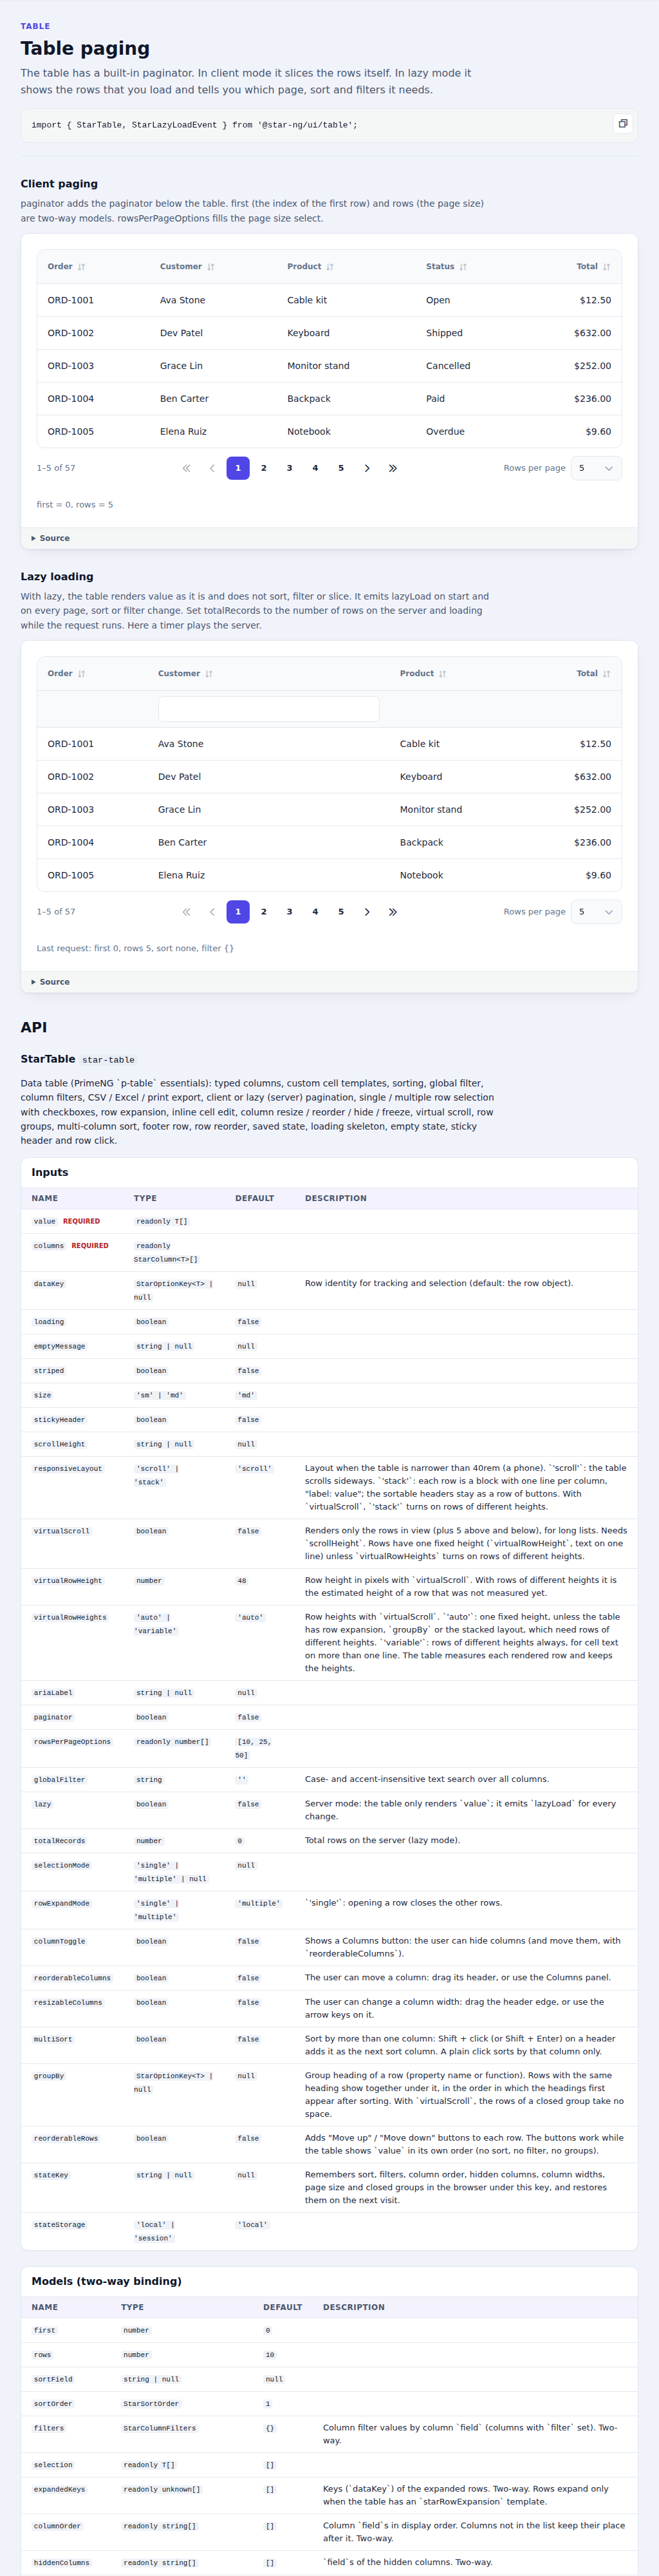 TABLE
Table paging
The table has a built-in paginator. In client mode it slices the rows itself. In lazy mode it
shows the rows that you load and tells you which page, sort and filters it needs.
import { StarTable, StarLazyLoadEvent } from '@star-ng/ui/table';
Client paging
paginator adds the paginator below the table. first (the index of the first row) and rows (the page size)
are two-way models. rowsPerPageOptions fills the page size select.
Order Customer Product Status Total
ORD-1001 Ava Stone Cable kit Open $12.50
ORD-1002 Dev Patel Keyboard Shipped $632.00
ORD-1003 Grace Lin Monitor stand Cancelled $252.00
ORD-1004 Ben Carter Backpack Paid $236.00
ORD-1005 Elena Ruiz Notebook Overdue $9.60
1–5 of 57 1 2 3 4 5 Rows per page 5
first = 0, rows = 5
Source
Lazy loading
With lazy, the table renders value as it is and does not sort, filter or slice. It emits lazyLoad on start and
on every page, sort or filter change. Set totalRecords to the number of rows on the server and loading
while the request runs. Here a timer plays the server.
Order Customer Product Total
ORD-1001 Ava Stone Cable kit $12.50
ORD-1002 Dev Patel Keyboard $632.00
ORD-1003 Grace Lin Monitor stand $252.00
ORD-1004 Ben Carter Backpack $236.00
ORD-1005 Elena Ruiz Notebook $9.60
1–5 of 57 1 2 3 4 5 Rows per page 5
Last request: first 0, rows 5, sort none, filter {}
Source
API
StarTable star-table
Data table (PrimeNG `p-table` essentials): typed columns, custom cell templates, sorting, global filter,
column filters, CSV / Excel / print export, client or lazy (server) pagination, single / multiple row selection
with checkboxes, row expansion, inline cell edit, column resize / reorder / hide / freeze, virtual scroll, row
groups, multi-column sort, footer row, row reorder, saved state, loading skeleton, empty state, sticky
header and row click.
Inputs
NAME TYPE DEFAULT DESCRIPTION
value REQUIRED readonly T[]
columns REQUIRED readonly
StarColumn<T>[]
dataKey StarOptionKey<T> | null Row identity for tracking and selection (default: the row object).
null
loading boolean false
emptyMessage string | null null
striped boolean false
size 'sm' | 'md' 'md'
stickyHeader boolean false
scrollHeight string | null null
responsiveLayout 'scroll' | 'scroll' Layout when the table is narrower than 40rem (a phone). `'scroll'`: the table
'stack' scrolls sideways. `'stack'`: each row is a block with one line per column,
"label: value"; the sortable headers stay as a row of buttons. With
`virtualScroll`, `'stack'` turns on rows of different heights.
virtualScroll boolean false Renders only the rows in view (plus 5 above and below), for long lists. Needs
`scrollHeight`. Rows have one fixed height (`virtualRowHeight`, text on one
line) unless `virtualRowHeights` turns on rows of different heights.
virtualRowHeight number 48 Row height in pixels with `virtualScroll`. With rows of different heights it is
the estimated height of a row that was not measured yet.
virtualRowHeights 'auto' | 'auto' Row heights with `virtualScroll`. `'auto'`: one fixed height, unless the table
'variable' has row expansion, `groupBy` or the stacked layout, which need rows of
different heights. `'variable'`: rows of different heights always, for cell text
on more than one line. The table measures each rendered row and keeps
the heights.
ariaLabel string | null null
paginator boolean false
rowsPerPageOptions readonly number[] [10, 25,
50]
globalFilter string '' Case- and accent-insensitive text search over all columns.
lazy boolean false Server mode: the table only renders `value`; it emits `lazyLoad` for every
change.
totalRecords number 0 Total rows on the server (lazy mode).
selectionMode 'single' | null
'multiple' | null
rowExpandMode 'single' | 'multiple' `'single'`: opening a row closes the other rows.
'multiple'
columnToggle boolean false Shows a Columns button: the user can hide columns (and move them, with
`reorderableColumns`).
reorderableColumns boolean false The user can move a column: drag its header, or use the Columns panel.
resizableColumns boolean false The user can change a column width: drag the header edge, or use the
arrow keys on it.
multiSort boolean false Sort by more than one column: Shift + click (or Shift + Enter) on a header
adds it as the next sort column. A plain click sorts by that column only.
groupBy StarOptionKey<T> | null Group heading of a row (property name or function). Rows with the same
null heading show together under it, in the order in which the headings first
appear after sorting. With `virtualScroll`, the rows of a closed group take no
space.
reorderableRows boolean false Adds "Move up" / "Move down" buttons to each row. The buttons work while
the table shows `value` in its own order (no sort, no filter, no groups).
stateKey string | null null Remembers sort, filters, column order, hidden columns, column widths,
page size and closed groups in the browser under this key, and restores
them on the next visit.
stateStorage 'local' | 'local'
'session'
Models (two-way binding)
NAME TYPE DEFAULT DESCRIPTION
first number 0
rows number 10
sortField string | null null
sortOrder StarSortOrder 1
filters StarColumnFilters {} Column filter values by column `field` (columns with `filter` set). Two-
way.
selection readonly T[] []
expandedKeys readonly unknown[] [] Keys (`dataKey`) of the expanded rows. Two-way. Rows expand only
when the table has an `starRowExpansion` template.
columnOrder readonly string[] [] Column `field`s in display order. Columns not in the list keep their place
after it. Two-way.
hiddenColumns readonly string[] [] `field`s of the hidden columns. Two-way.